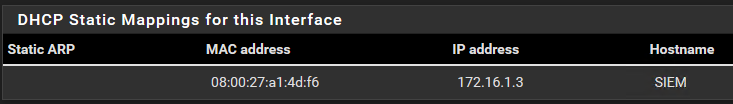 DHCP Static Mappings for this Interface
Static ARP MAC address IP address Hostname
08:00:27:a1:4d:f6 172.16.1.3 SIEM